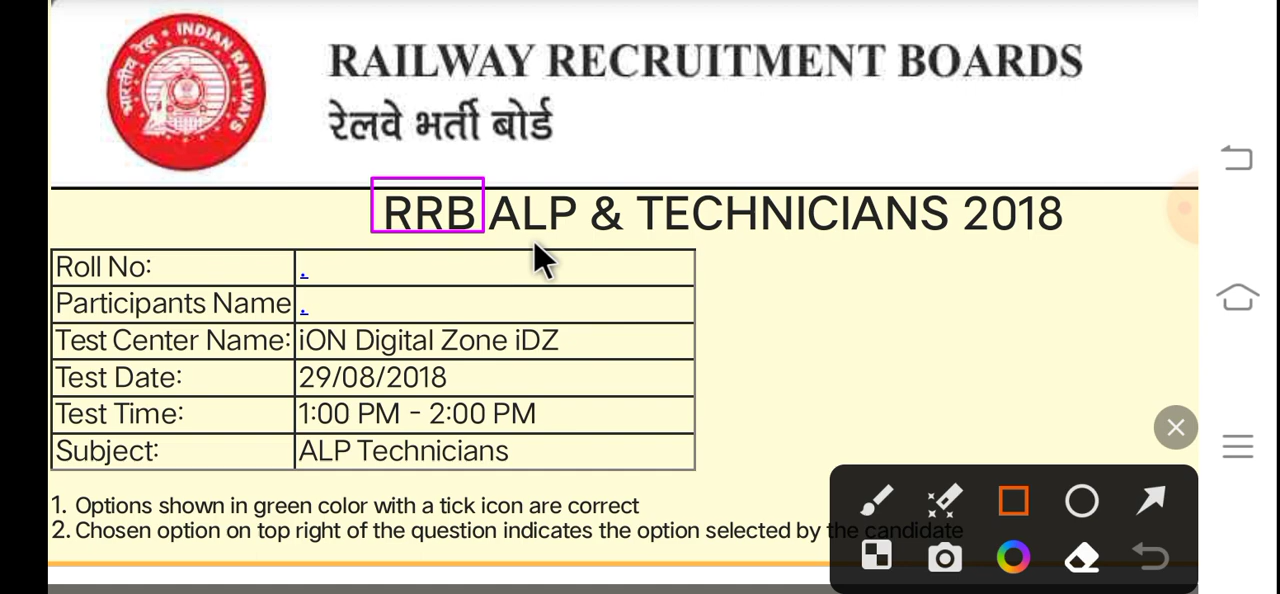 भारतीय रेल * INDIAN RAILWAYS
RAILWAY RECRUITMENT BOARDS
रेलवे भर्ती बोर्ड
RRB ALP & TECHNICIANS 2018
Roll No: .
Participants Name .
Test Center Name: iON Digital Zone iDZ
Test Date: 29/08/2018
Test Time: 1:00 PM - 2:00 PM
Subject: ALP Technicians
1. Options shown in green color with a tick icon are correct
2. Chosen option on top right of the question indicates the option selected by the candidate